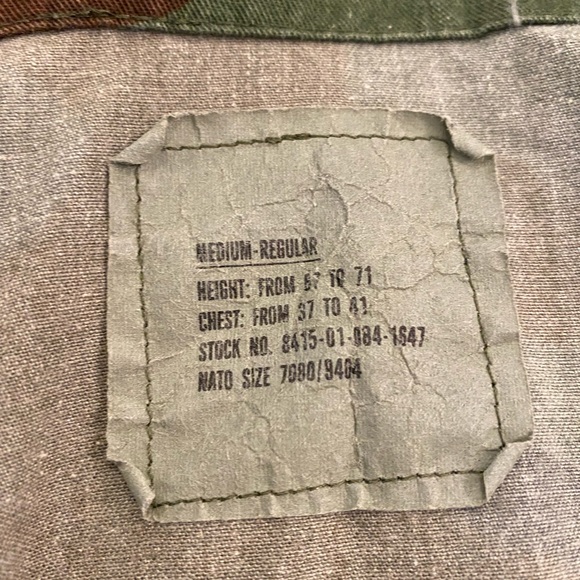 MEDIUM-REGULAR
HEIGHT: FROM 67 TO 71
CHEST: FROM 37 TO 41
STOCK NO. 8415-01-084-1647
NATO SIZE 7080/9404